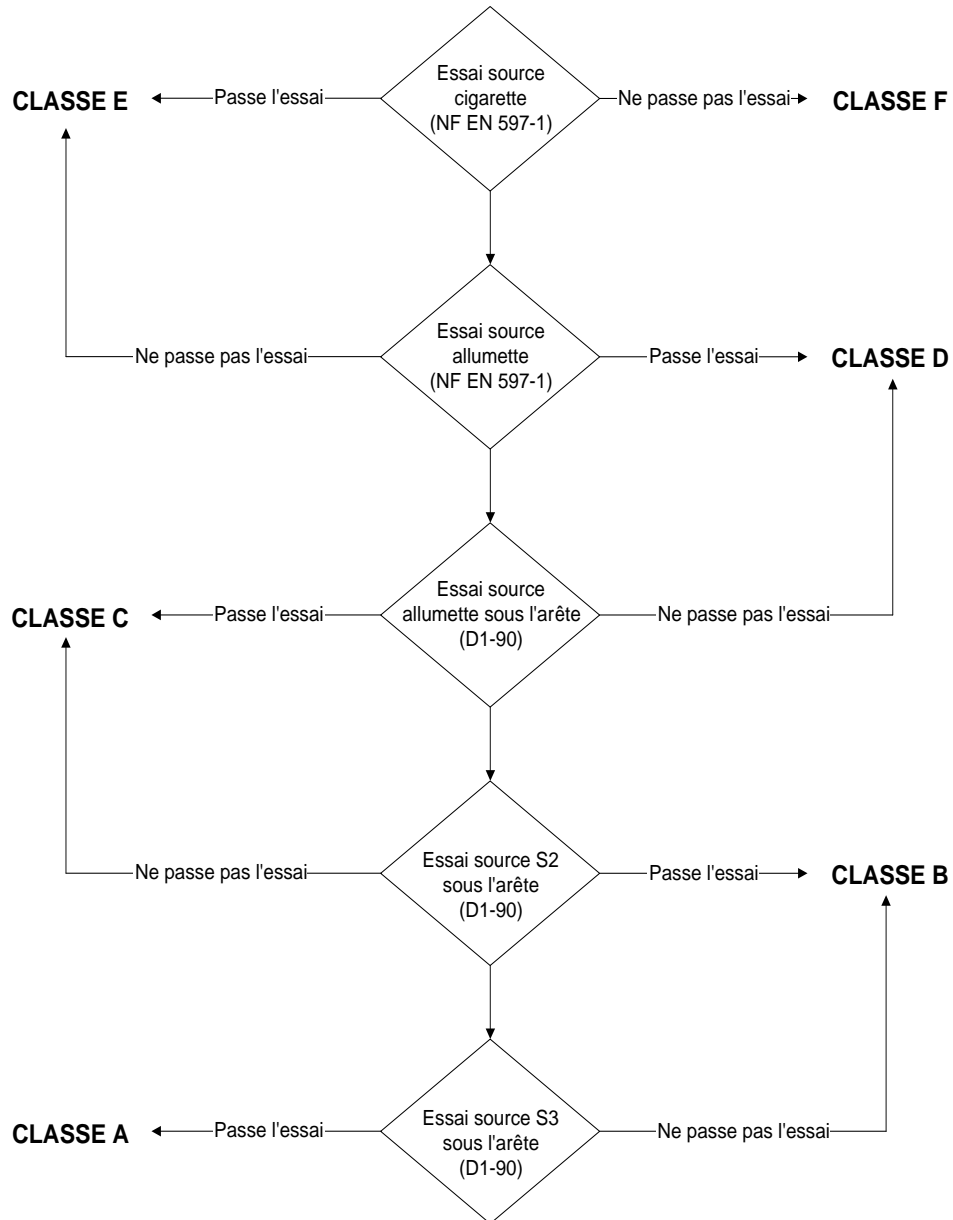 Essai source
cigarette
(NF EN 597-1)
CLASSE E
Passe l'essai
Ne passe pas l'essai
CLASSE F
Essai source
allumette
(NF EN 597-1)
Ne passe pas l'essai
Passe l'essai
CLASSE D
Essai source
allumette sous l'arête
(D1-90)
CLASSE C
Passe l'essai
Ne passe pas l'essai
Essai source S2
sous l'arête
(D1-90)
Ne passe pas l'essai
Passe l'essai
CLASSE B
Essai source S3
sous l'arête
(D1-90)
CLASSE A
Passe l'essai
Ne passe pas l'essai